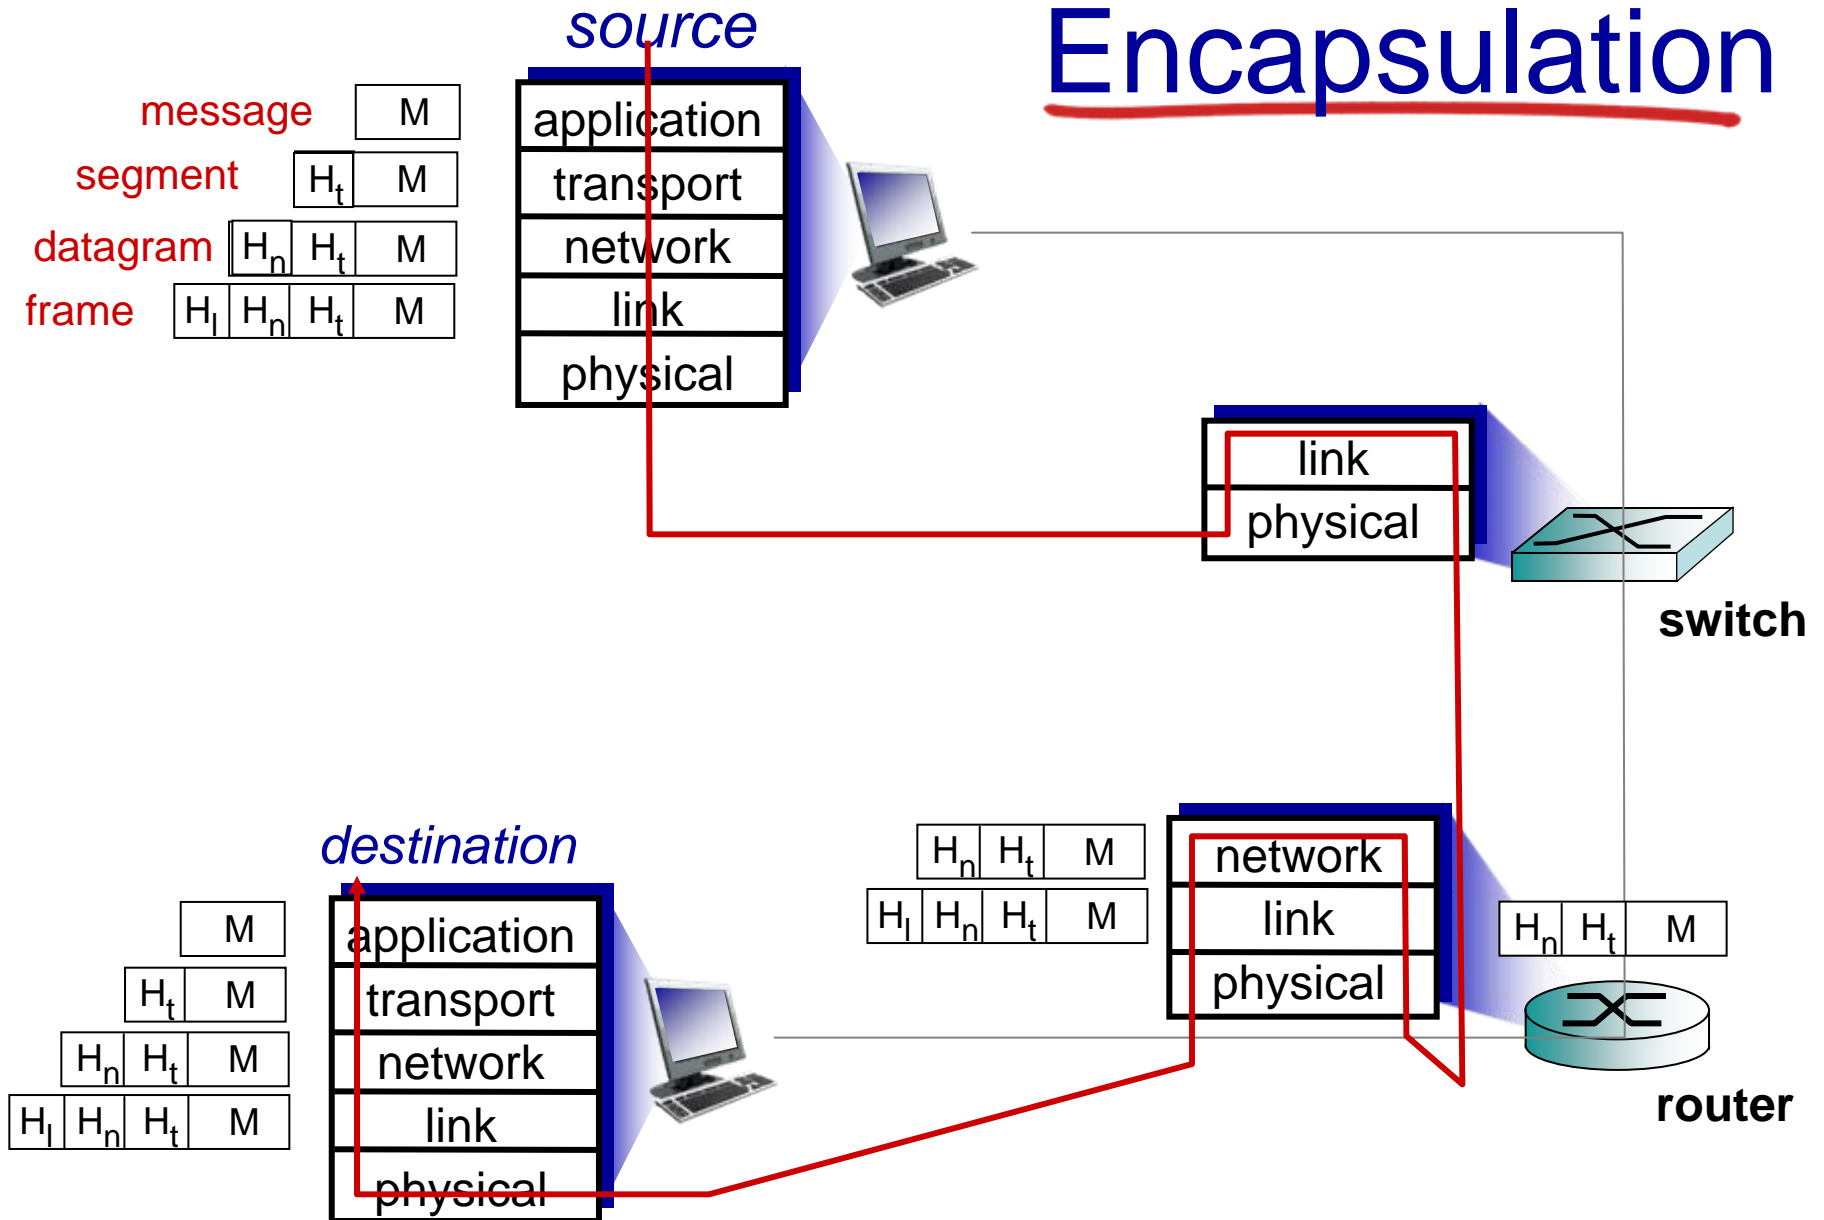 Encapsulation
source
message M
segment Ht M
datagram Hn Ht M
frame Hl Hn Ht M
application
transport
network
link
physical
link
physical
switch
destination
M
Ht M
Hn Ht M
Hl Hn Ht M
application
transport
network
link
physical
Hn Ht M
Hl Hn Ht M
network
link
physical
Hn Ht M
router